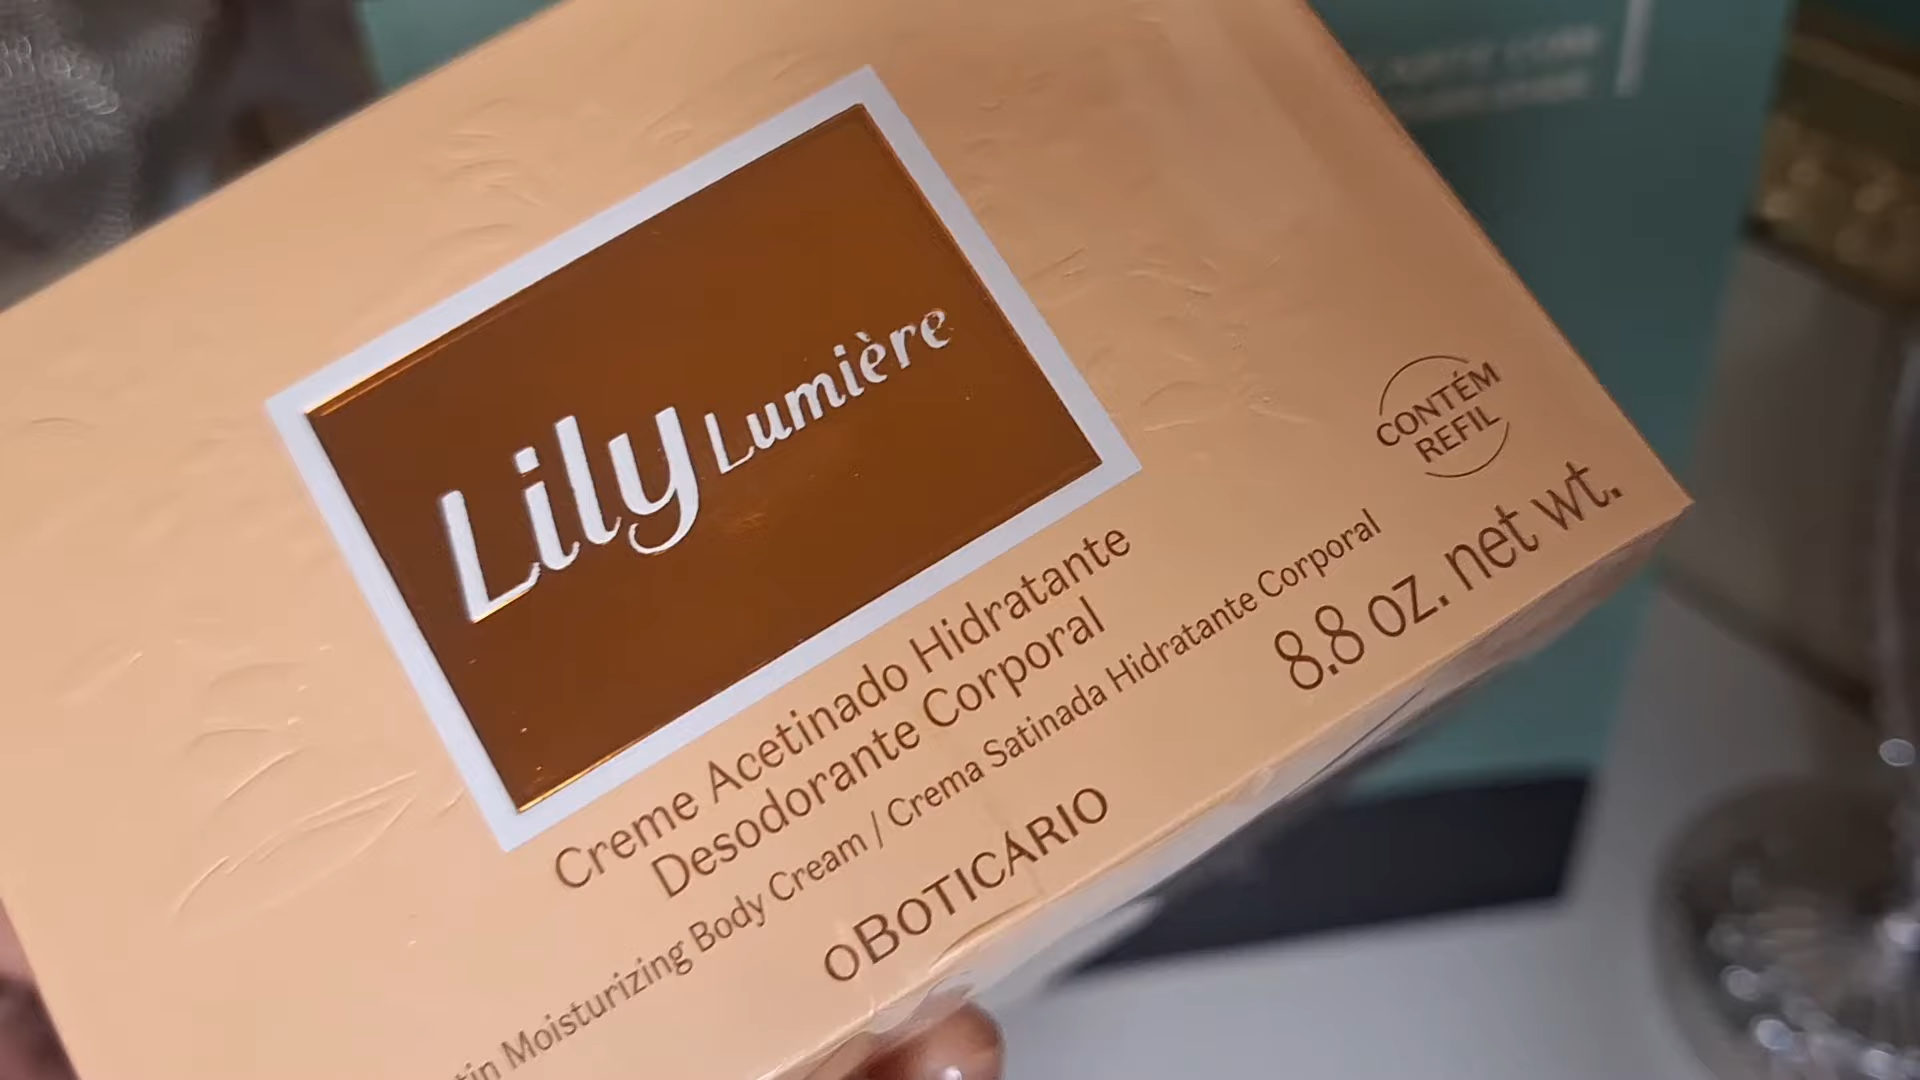 Lily Lumière
CONTÉM
REFIL
Creme Acetinado Hidratante
Desodorante Corporal
Moisturizing Body Cream / Crema Satinada Hidratante Corporal
8.8 oz. net wt.
oBOTICÁRIO